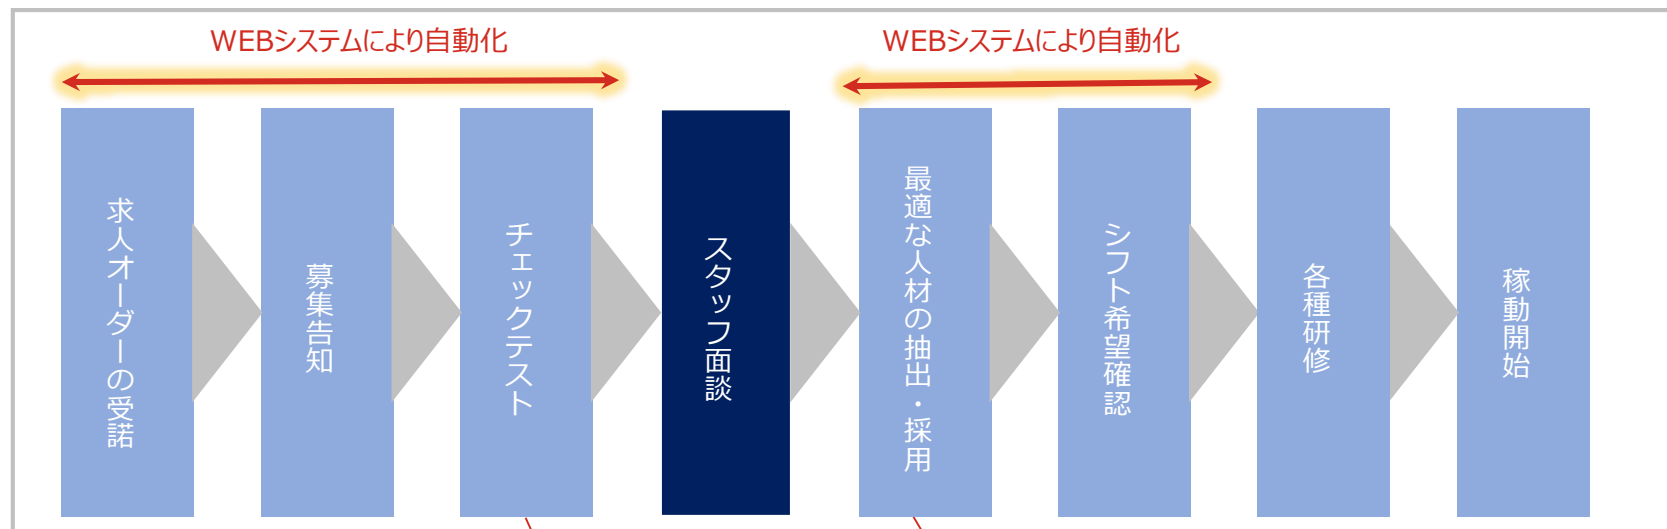 WEBシステムにより自動化
WEBシステムにより自動化
求人オーダーの受諾
募集告知
チェックテスト
スタッフ面談
最適な人材の抽出・採用
シフト希望確認
各種研修
稼動開始